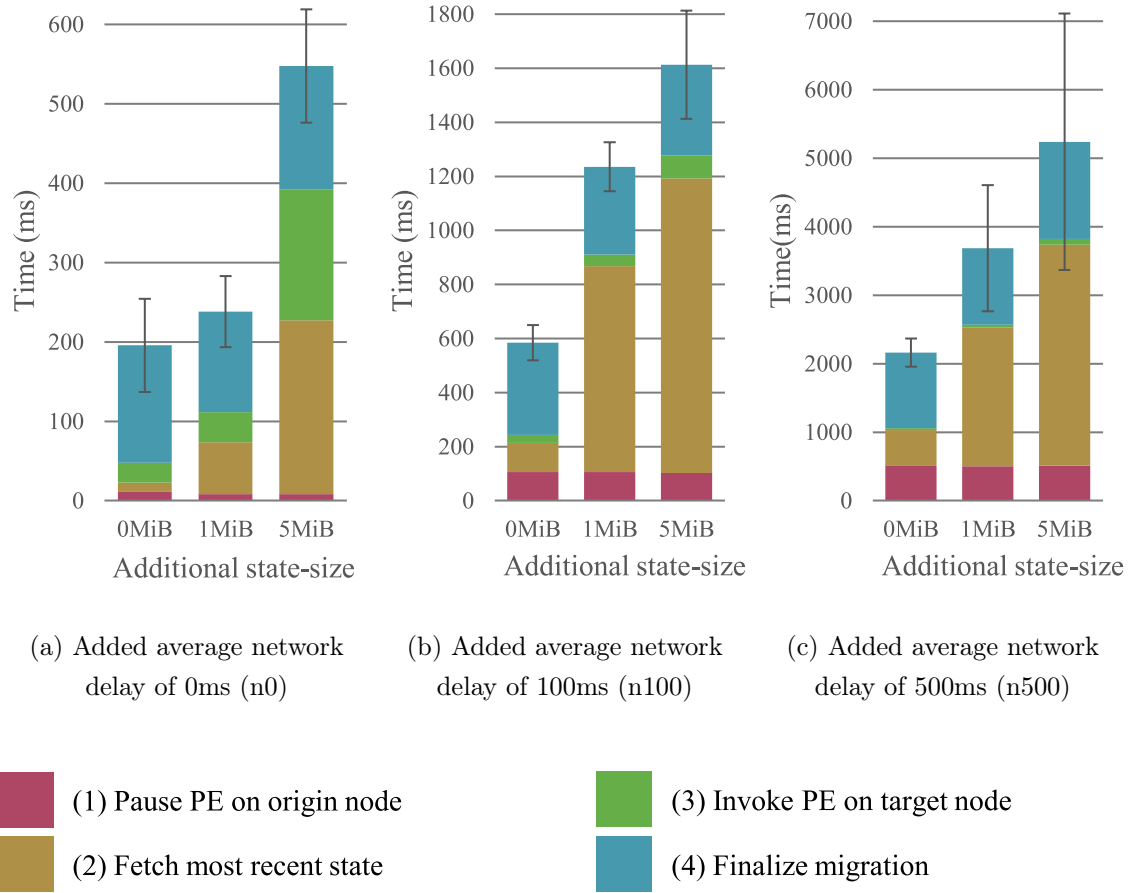 600
500
400
300
200
100
0
Time (ms)
0MiB 1MiB 5MiB
Additional state-size
1800
1600
1400
1200
1000
800
600
400
200
0
Time (ms)
0MiB 1MiB 5MiB
Additional state-size
7000
6000
5000
4000
3000
2000
1000
0
Time(ms)
0MiB 1MiB 5MiB
Additional state-size
(a) Added average network
delay of 0ms (n0)
(b) Added average network
delay of 100ms (n100)
(c) Added average network
delay of 500ms (n500)
(1) Pause PE on origin node
(2) Fetch most recent state
(3) Invoke PE on target node
(4) Finalize migration